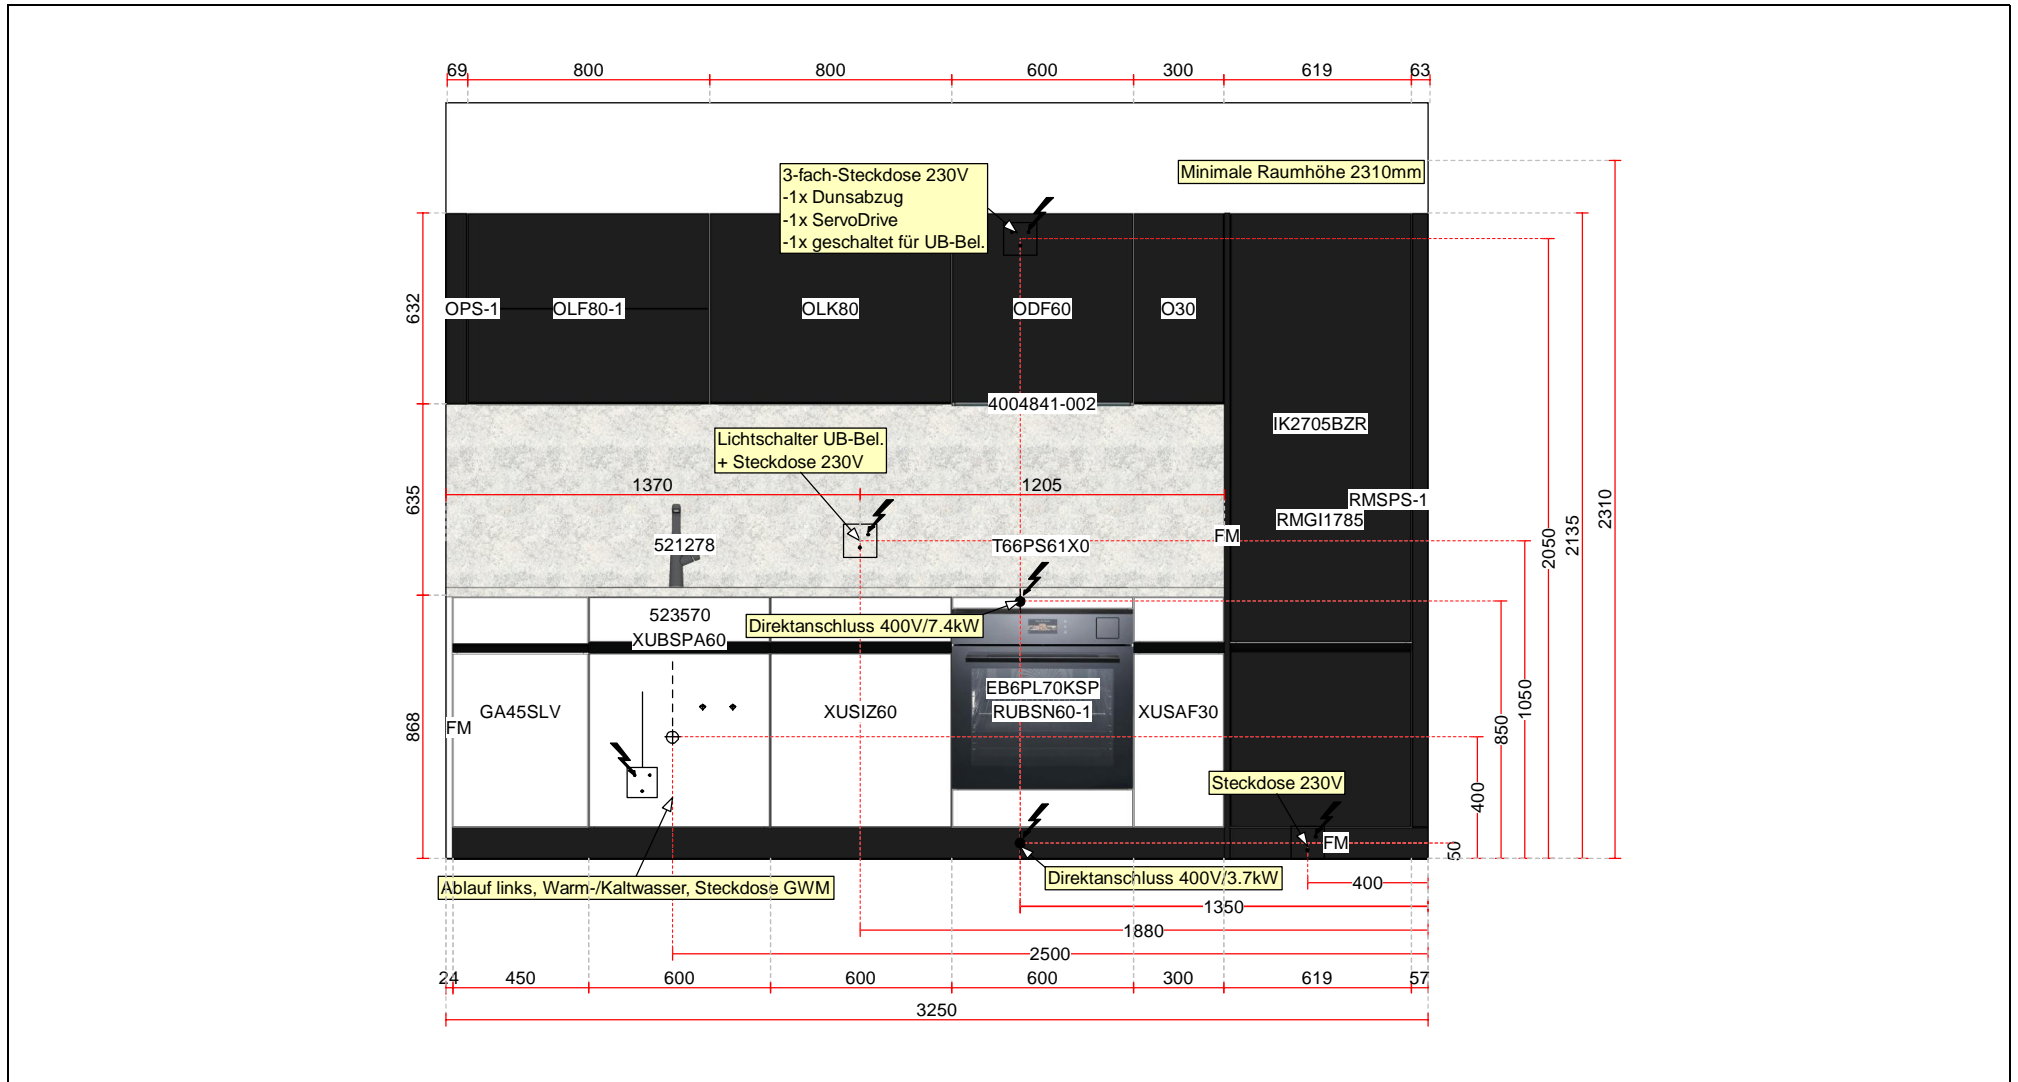 69
800
800
600
300
619
63
3-fach-Steckdose 230V
-1x Dunsabzug
-1x ServoDrive
-1x geschaltet für UB-Bel.
Minimale Raumhöhe 2310mm
632
OPS-1
OLF80-1
OLK80
ODF60
O30
4004841-002
IK2705BZR
Lichtschalter UB-Bel.
+ Steckdose 230V
1370
1205
635
RMSPS-1
RMGI1785
FM
521278
T66PS61X0
2050
2135
2310
523570
XUBSPA60
Direktanschluss 400V/7.4kW
EB6PL70KSP
RUBSN60-1
GA45SLV
XUSIZ60
XUSAF30
FM
868
1050
850
400
50
Steckdose 230V
FM
Ablauf links, Warm-/Kaltwasser, Steckdose GWM
Direktanschluss 400V/3.7kW
400
1350
1880
2500
24
450
600
600
600
300
619
57
3250